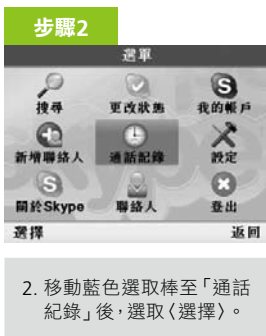 步驟2
選單
搜尋
更改狀態
我的帳戶
新增聯絡人
通話記錄
設定
關於Skype
聯絡人
登出
選擇
返回
2. 移動藍色選取棒至「通話
紀錄」後，選取〈選擇〉。